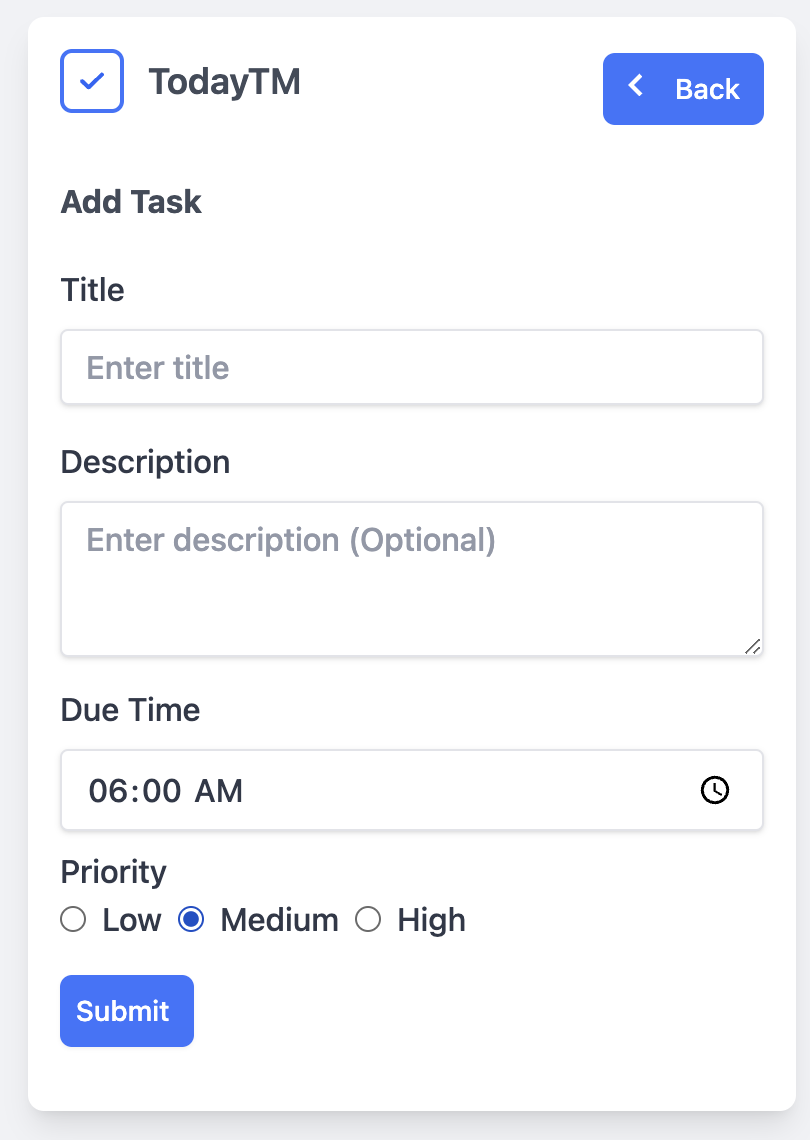 TodayTM
Back
Add Task
Title
Enter title
Description
Enter description (Optional)
Due Time
06:00 AM
Priority
Low Medium High
Submit